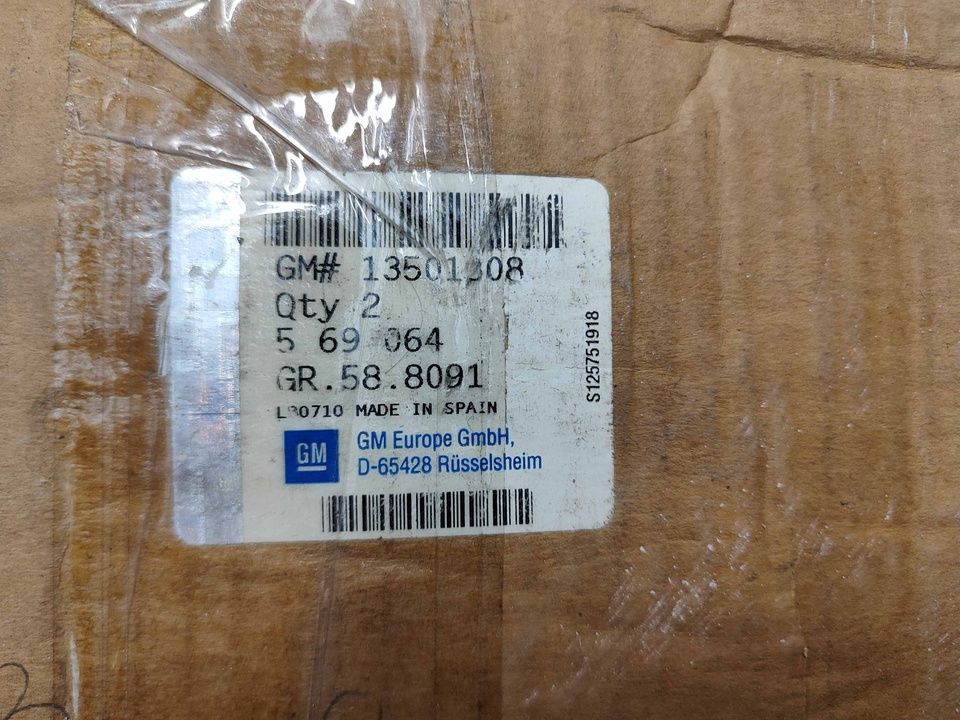 GM# 13501308
Qty 2
5 69 064
GR.58.8091
MADE IN SPAIN
GM
GM Europe GmbH,
D-65428 Rüsselsheim
S125751918